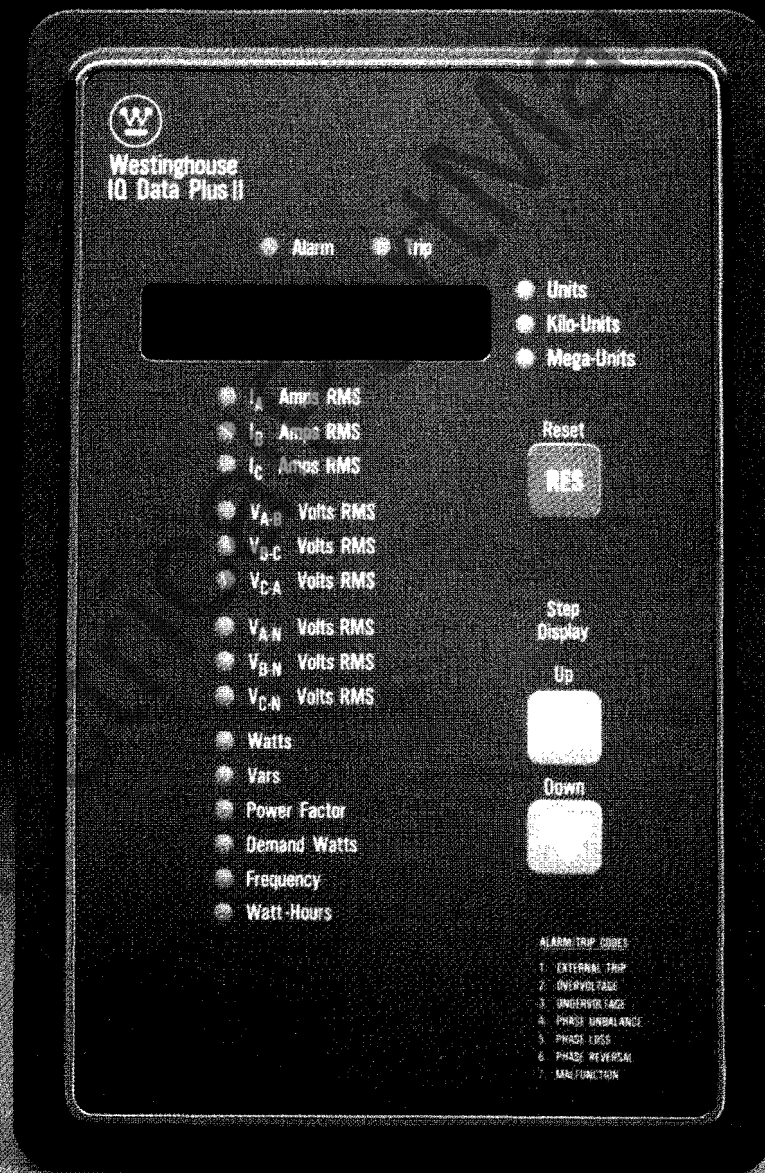 W
Westinghouse
IQ Data Plus II
Alarm Trip
Units
Kilo-Units
Mega-Units
IA Amps RMS
IB Amps RMS
IC Amps RMS
Reset
RES
VA-B Volts RMS
VB-C Volts RMS
VC-A Volts RMS
VA-N Volts RMS
VB-N Volts RMS
VC-N Volts RMS
Step
Display
Up
Down
Watts
Vars
Power Factor
Demand Watts
Frequency
Watt-Hours
ALARM/TRIP CODES
1 EXTERNAL TRIP
2 OVERVOLTAGE
3 UNDERVOLTAGE
4 PHASE UNBALANCE
5 PHASE LOSS
6 PHASE REVERSAL
7 MALFUNCTION